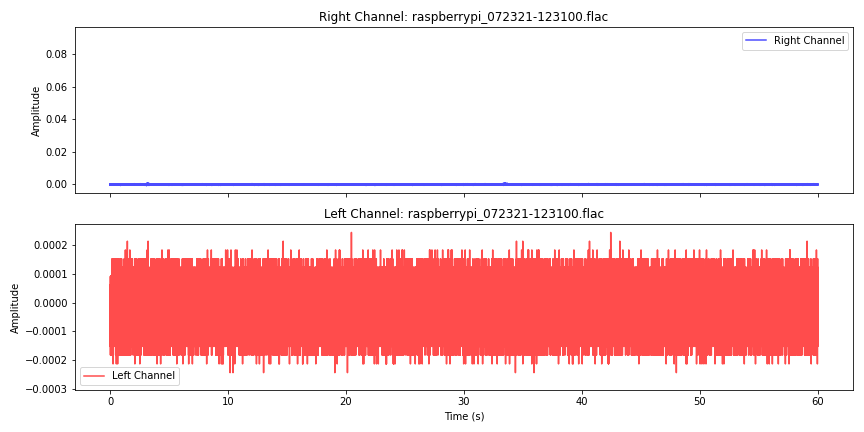 Right Channel: raspberrypi_072321-123100.flac
Right Channel
0.08
0.06
0.04
0.02
0.00
Amplitude
Left Channel: raspberrypi_072321-123100.flac
0.0002
0.0001
0.0000
−0.0001
−0.0002
−0.0003
Amplitude
Left Channel
0 10 20 30 40 50 60
Time (s)